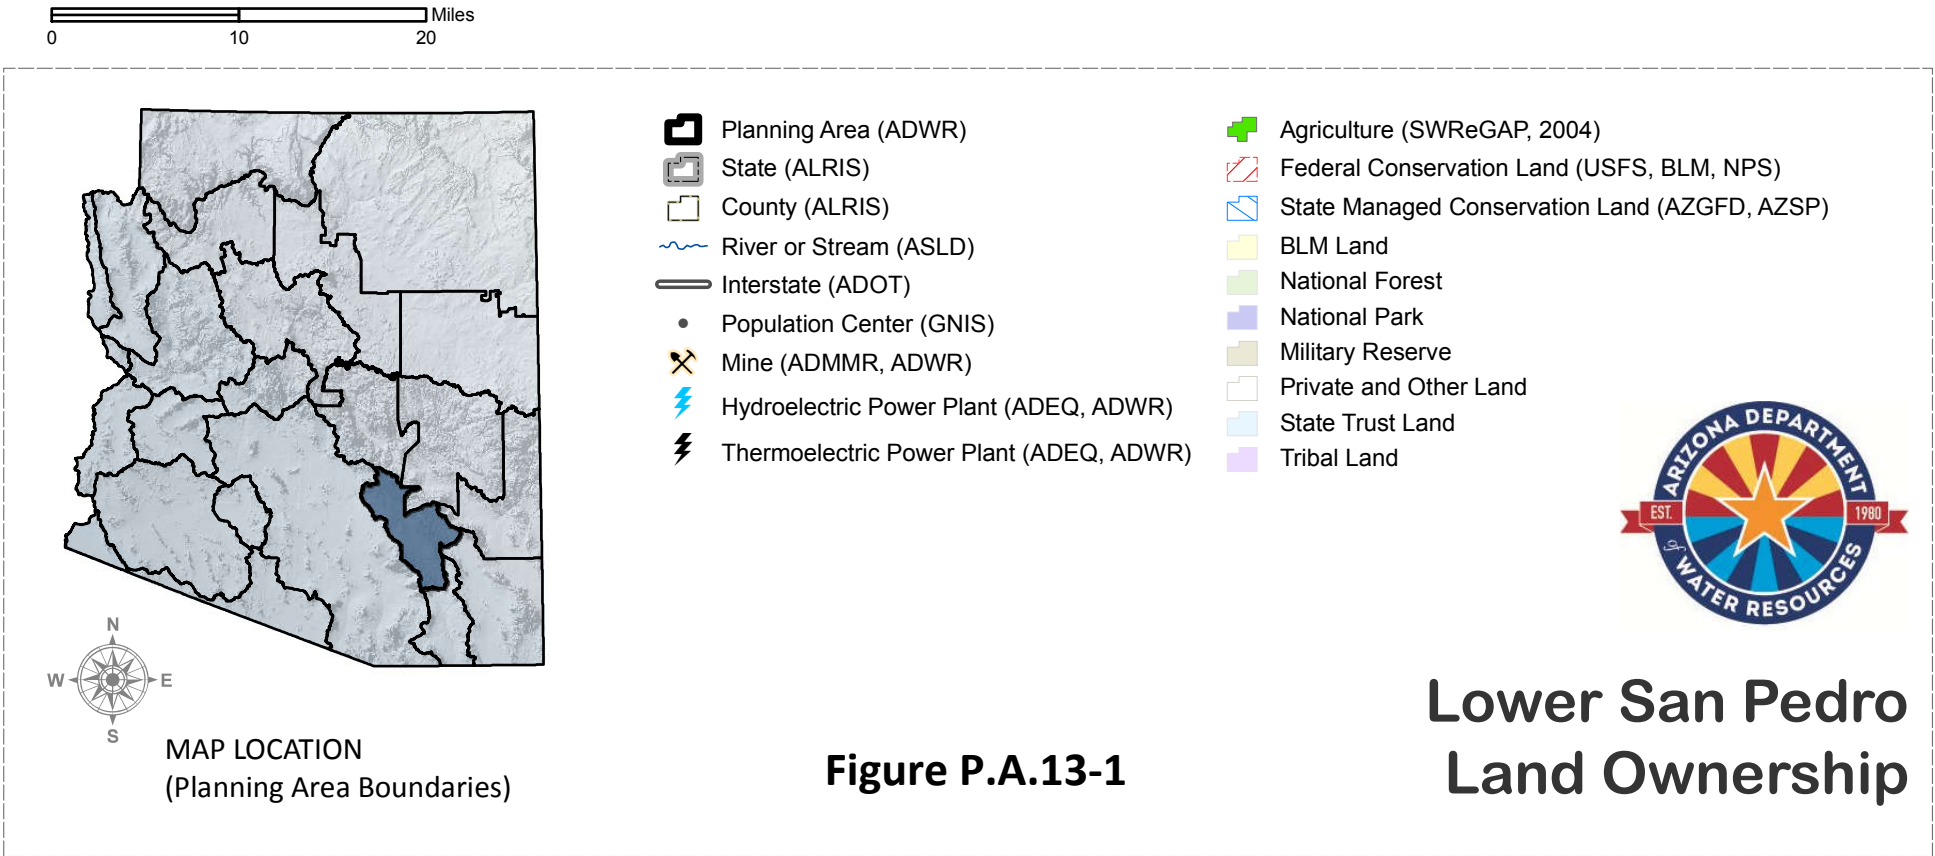 Miles
0 10 20
Planning Area (ADWR)
State (ALRIS)
County (ALRIS)
River or Stream (ASLD)
Interstate (ADOT)
Population Center (GNIS)
Mine (ADMMR, ADWR)
Hydroelectric Power Plant (ADEQ, ADWR)
Thermoelectric Power Plant (ADEQ, ADWR)
Agriculture (SWReGAP, 2004)
Federal Conservation Land (USFS, BLM, NPS)
State Managed Conservation Land (AZGFD, AZSP)
BLM Land
National Forest
National Park
Military Reserve
Private and Other Land
State Trust Land
Tribal Land
ARIZONA DEPARTMENT
EST. 1980
of
WATER RESOURCES
N
W E
S
MAP LOCATION
(Planning Area Boundaries)
Figure P.A.13-1
Lower San Pedro
Land Ownership